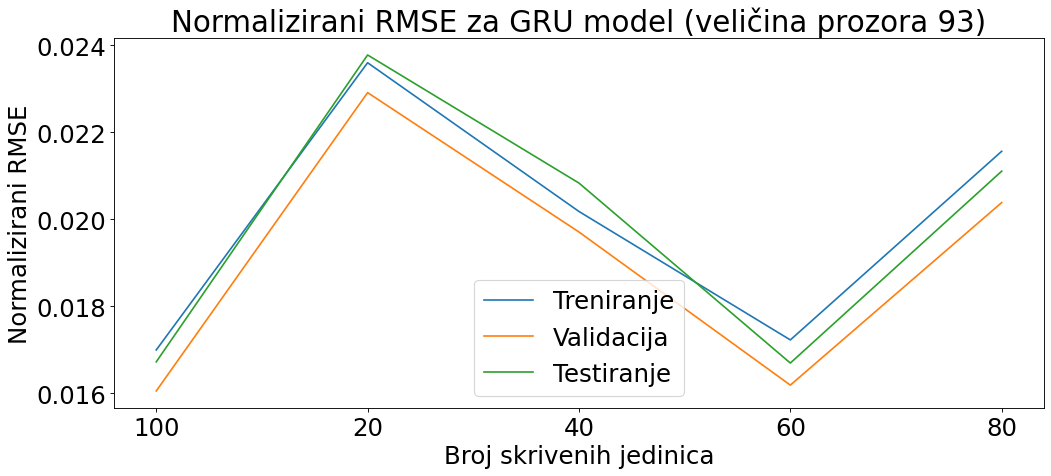 Normalizirani RMSE za GRU model (veličina prozora 93)
Normalizirani RMSE
0.024
0.022
0.020
0.018
0.016
Treniranje
Validacija
Testiranje
100 20 40 60 80
Broj skrivenih jedinica